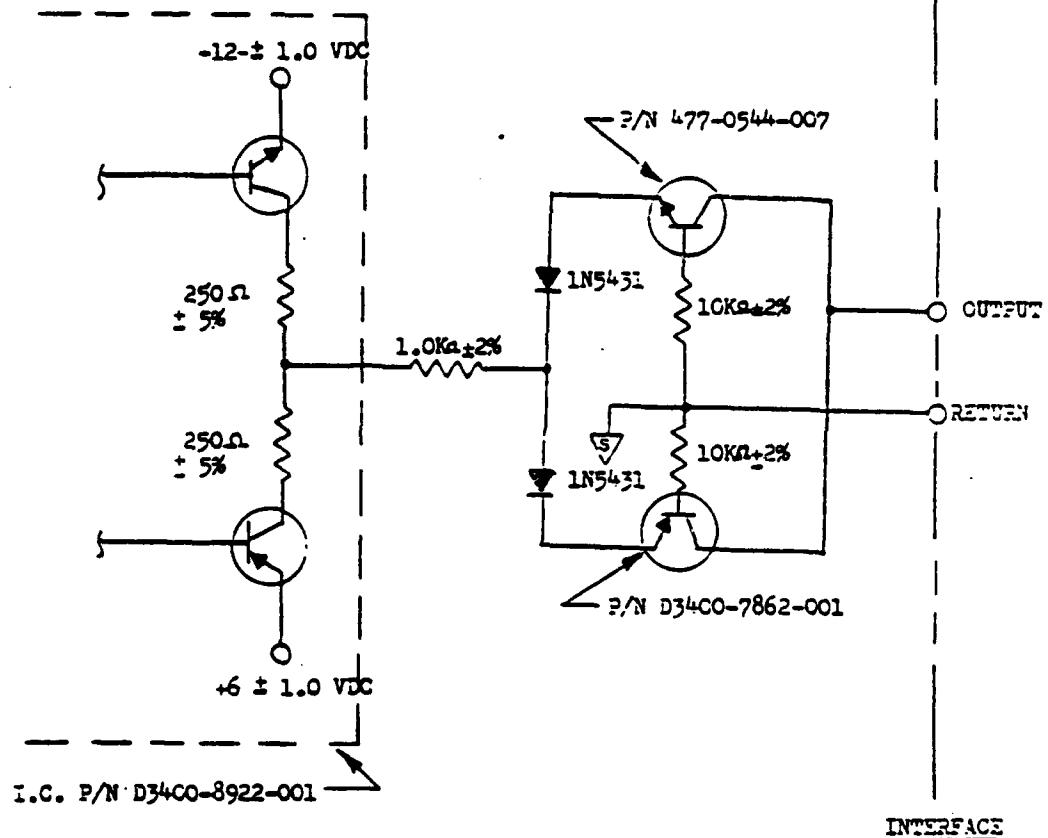 -12-± 1.0 VDC
P/N 477-0544-007
1N5431
250Ω
± 5%
10KΩ±2%
OUTPUT
1.0KΩ±2%
RETURN
S
250Ω
± 5%
10KΩ±2%
1N5431
P/N D34C0-7862-001
+6 ± 1.0 VDC
I.C. P/N D34C0-8922-001
INTERFACE